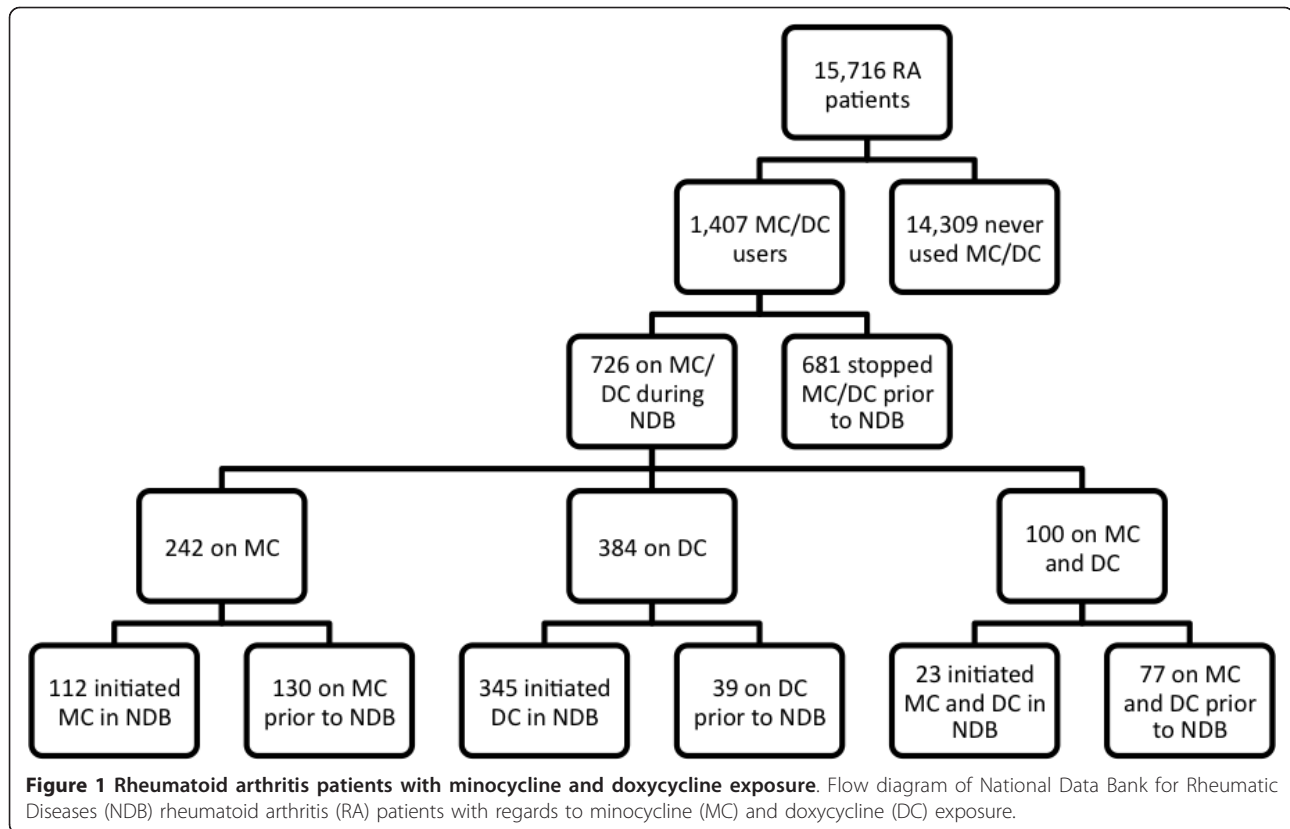 15,716 RA
patients
1,407 MC/DC
users
14,309 never
used MC/DC
726 on MC/
DC during
NDB
681 stopped
MC/DC prior
to NDB
242 on MC
384 on DC
100 on MC
and DC
112 initiated
MC in NDB
130 on MC
prior to NDB
345 initiated
DC in NDB
39 on DC
prior to NDB
23 initiated
MC and DC in
NDB
77 on MC
and DC prior
to NDB
Figure 1 Rheumatoid arthritis patients with minocycline and doxycycline exposure. Flow diagram of National Data Bank for Rheumatic
Diseases (NDB) rheumatoid arthritis (RA) patients with regards to minocycline (MC) and doxycycline (DC) exposure.